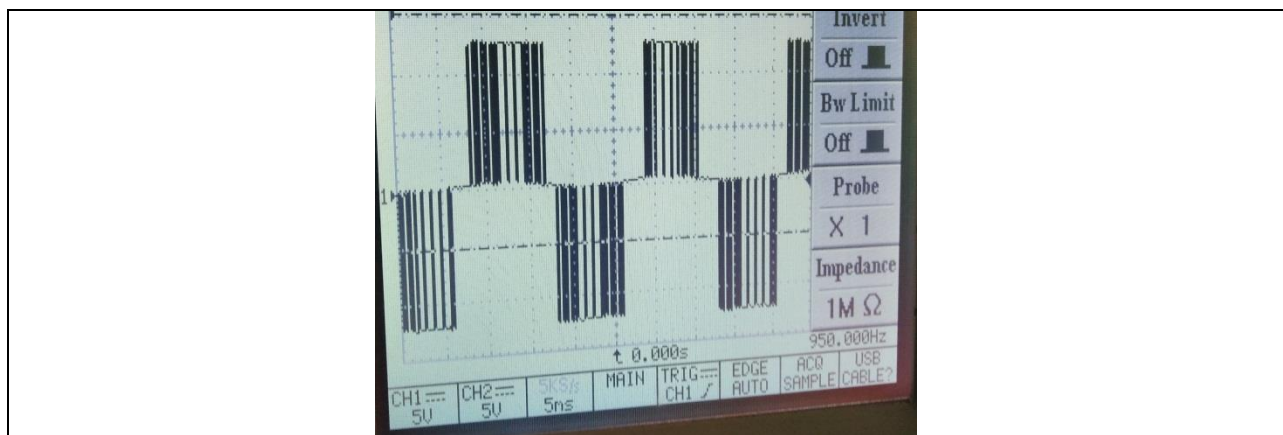 Invert
Off
Bw Limit
Off
Probe
X 1
Impedance
1M Ω
1
0.000s
950.000Hz
CH1 CH2 5KS/s MAIN TRIG EDGE ACQ USB
5V 5V 5ms CH1 AUTO SAMPLE CABLE?